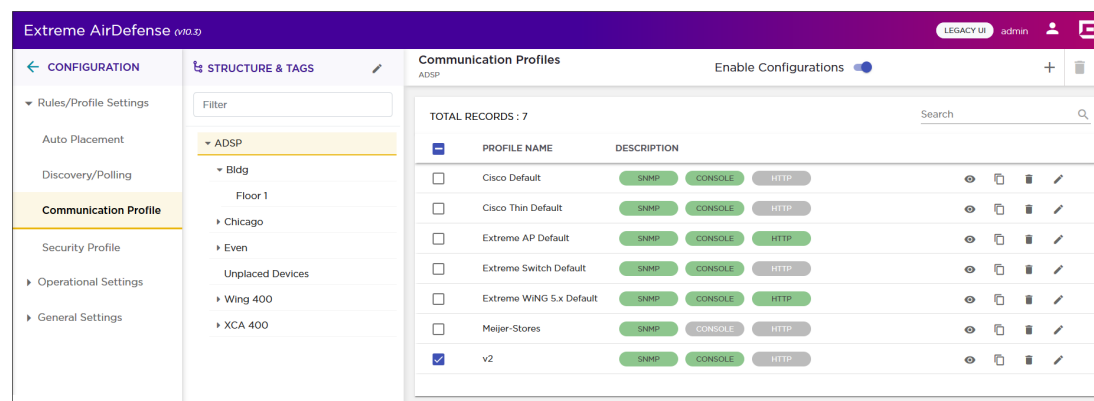 Extreme AirDefense (v10.3)
LEGACY UI admin
CONFIGURATION
Rules/Profile Settings
Auto Placement
Discovery/Polling
Communication Profile
Security Profile
Operational Settings
General Settings
STRUCTURE & TAGS
Filter
ADSP
Bldg
Floor 1
Chicago
Even
Unplaced Devices
Wing 400
XCA 400
Communication Profiles
ADSP
Enable Configurations
TOTAL RECORDS : 7
Search
PROFILE NAME DESCRIPTION
Cisco Default SNMP CONSOLE HTTP
Cisco Thin Default SNMP CONSOLE HTTP
Extreme AP Default SNMP CONSOLE HTTP
Extreme Switch Default SNMP CONSOLE HTTP
Extreme WiNG 5.x Default SNMP CONSOLE HTTP
Meijer-Stores SNMP CONSOLE HTTP
v2 SNMP CONSOLE HTTP